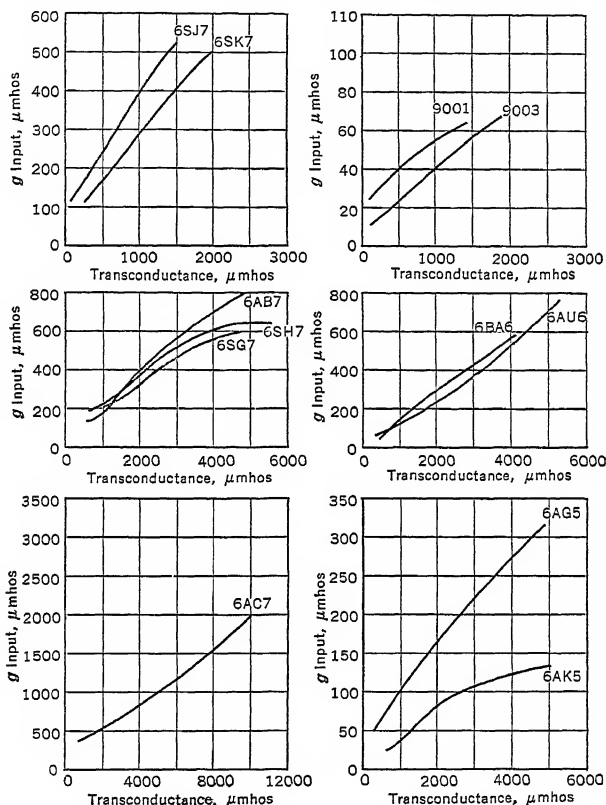 600
500
400
300
200
100
0
g Input, μmhos
6SJ7
6SK7
0 1000 2000 3000
Transconductance, μmhos
110
100
80
60
40
20
0
g Input, μmhos
9001
9003
0 1000 2000 3000
Transconductance, μmhos
800
600
400
200
0
g Input, μmhos
6AB7
6SH7
6SG7
0 2000 4000 6000
Transconductance, μmhos
800
600
400
200
0
g Input, μmhos
6BA6
6AU6
0 2000 4000 6000
Transconductance, μmhos
3500
3000
2500
2000
1500
1000
500
0
g Input, μmhos
6AC7
0 2000 4000 6000 8000 10000 12000
Transconductance, μmhos
350
300
250
200
150
100
50
0
g Input, μmhos
6AG5
6AK5
0 2000 4000 6000
Transconductance, μmhos